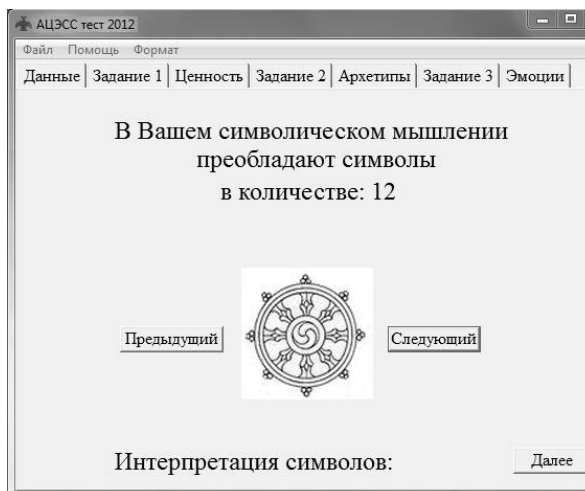 АЦЭСС тест 2012
Файл Помощь Формат
Данные Задание 1 Ценность Задание 2 Архетипы Задание 3 Эмоции
В Вашем символическом мышлении
преобладают символы
в количестве: 12
Предыдущий Следующий
Интерпретация символов: Далее